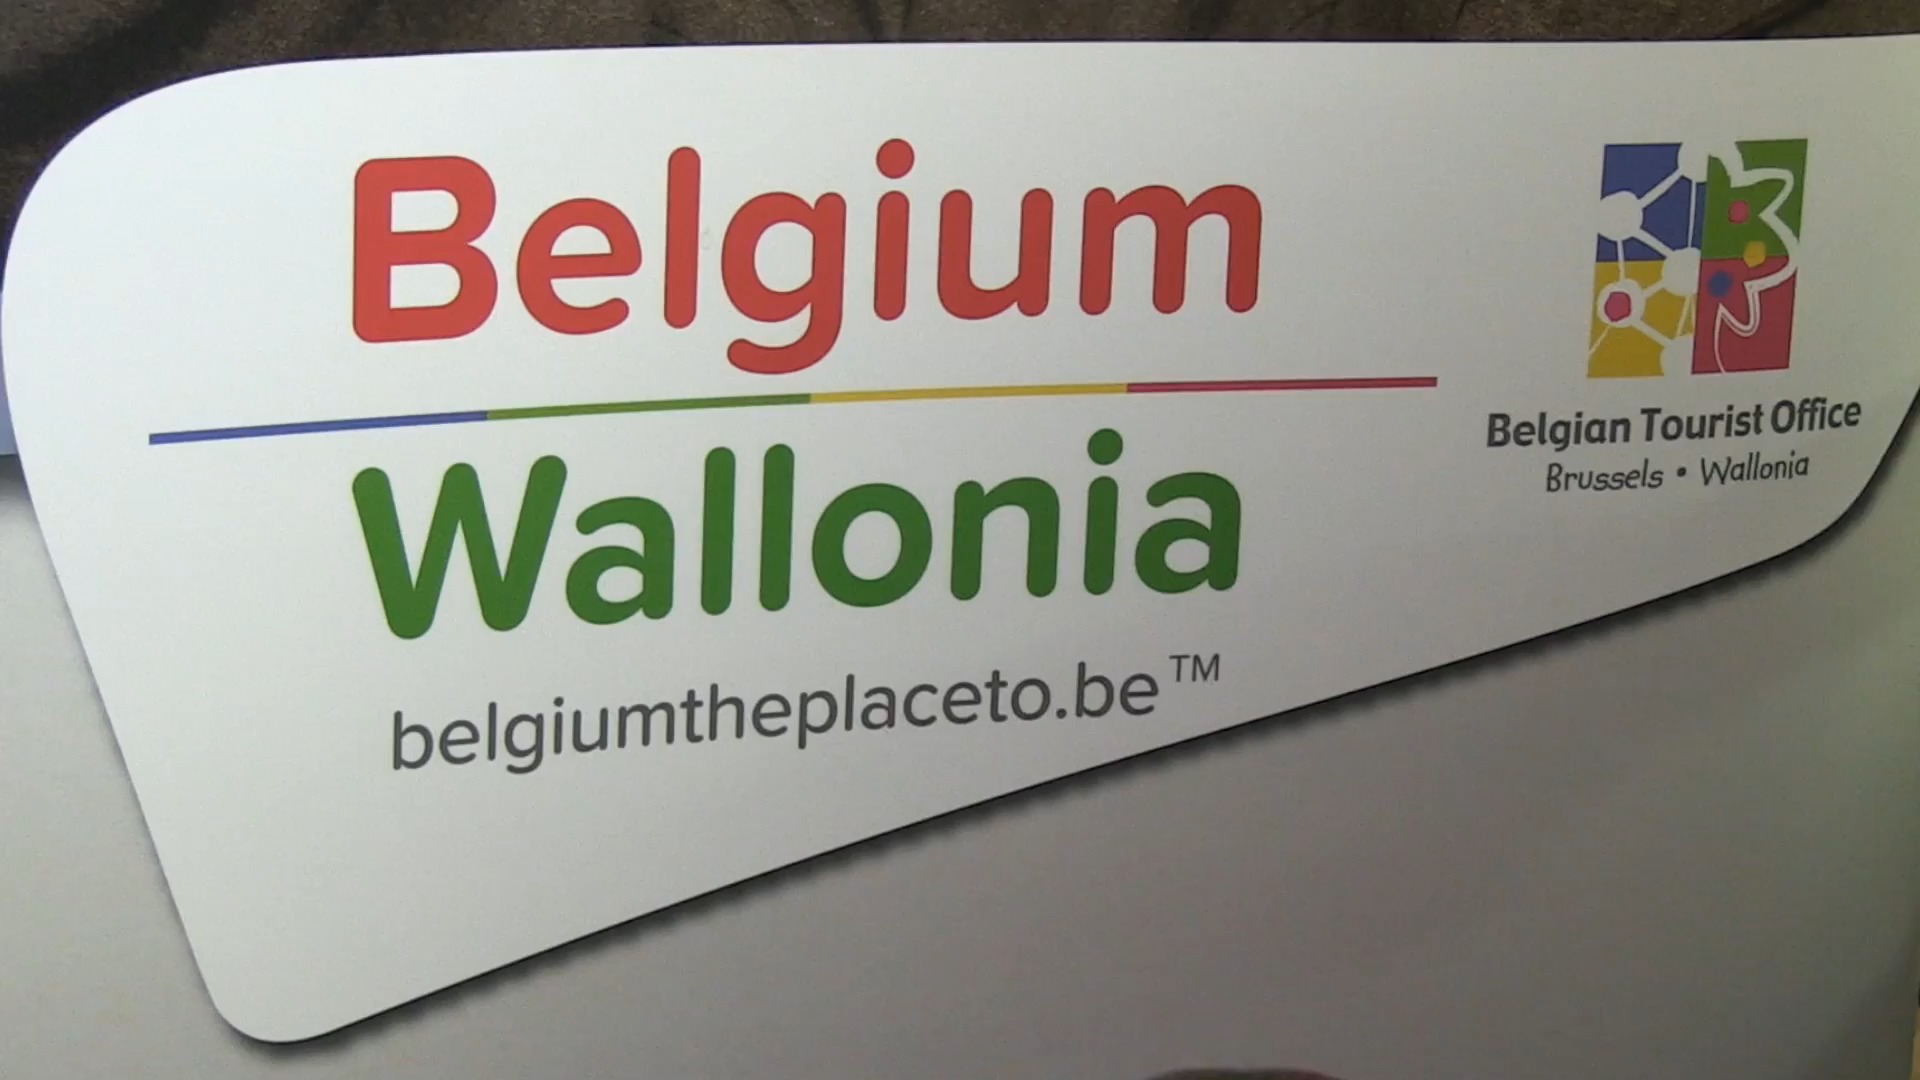 Belgium
Wallonia
belgiumtheplaceto.be™
Belgian Tourist Office
Brussels • Wallonia